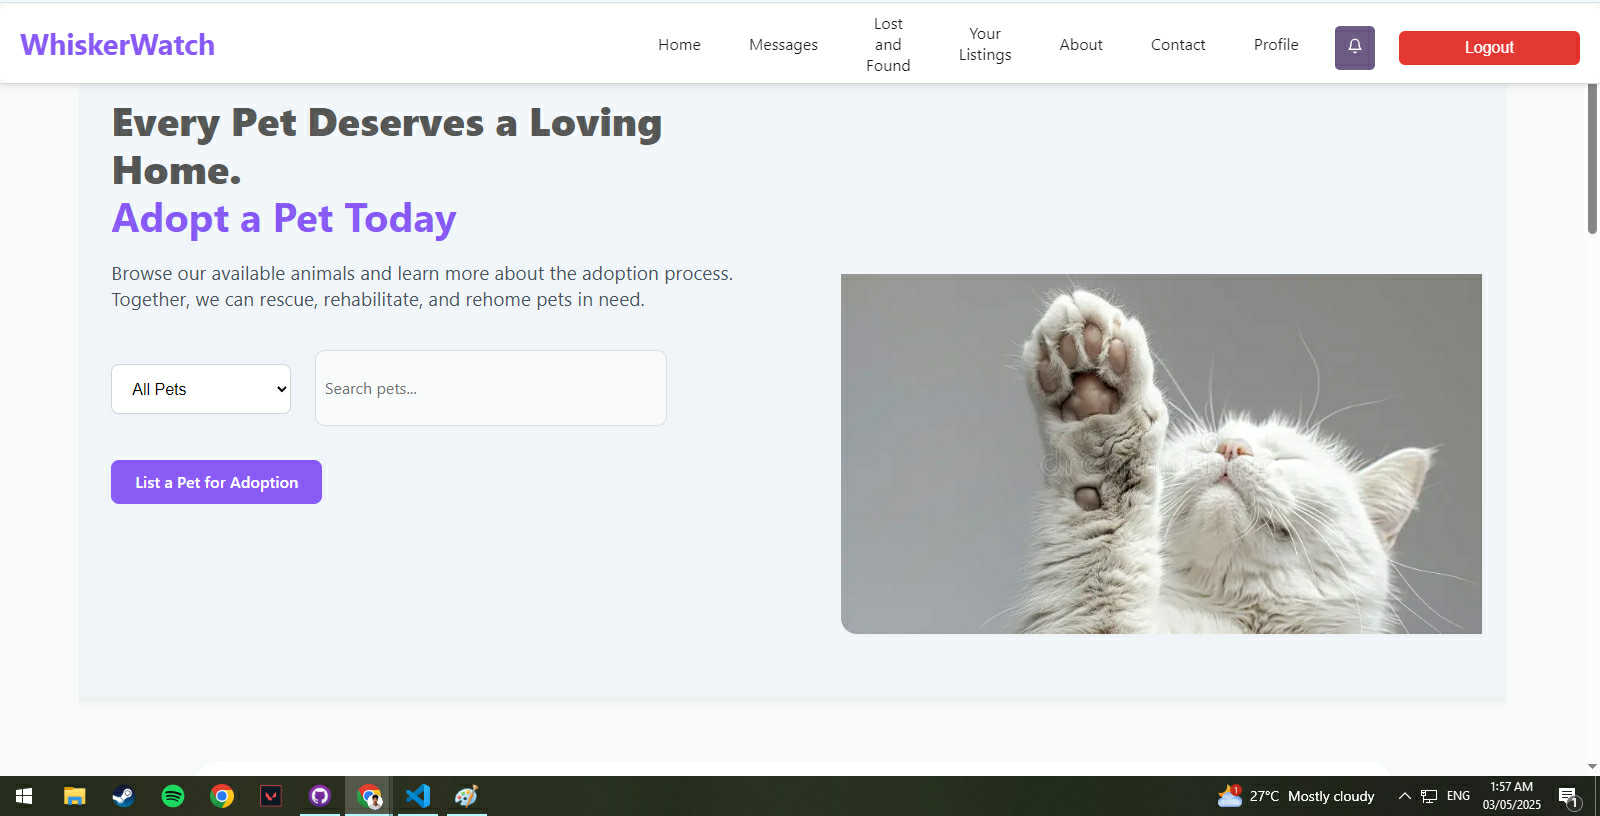 WhiskerWatch
Home
Messages
Lost
and
Found
Your
Listings
About
Contact
Profile
Logout
Every Pet Deserves a Loving
Home.
Adopt a Pet Today
Browse our available animals and learn more about the adoption process.
Together, we can rescue, rehabilitate, and rehome pets in need.
All Pets
Search pets...
List a Pet for Adoption
1
27°C Mostly cloudy
ENG
1:57 AM
03/05/2025
1